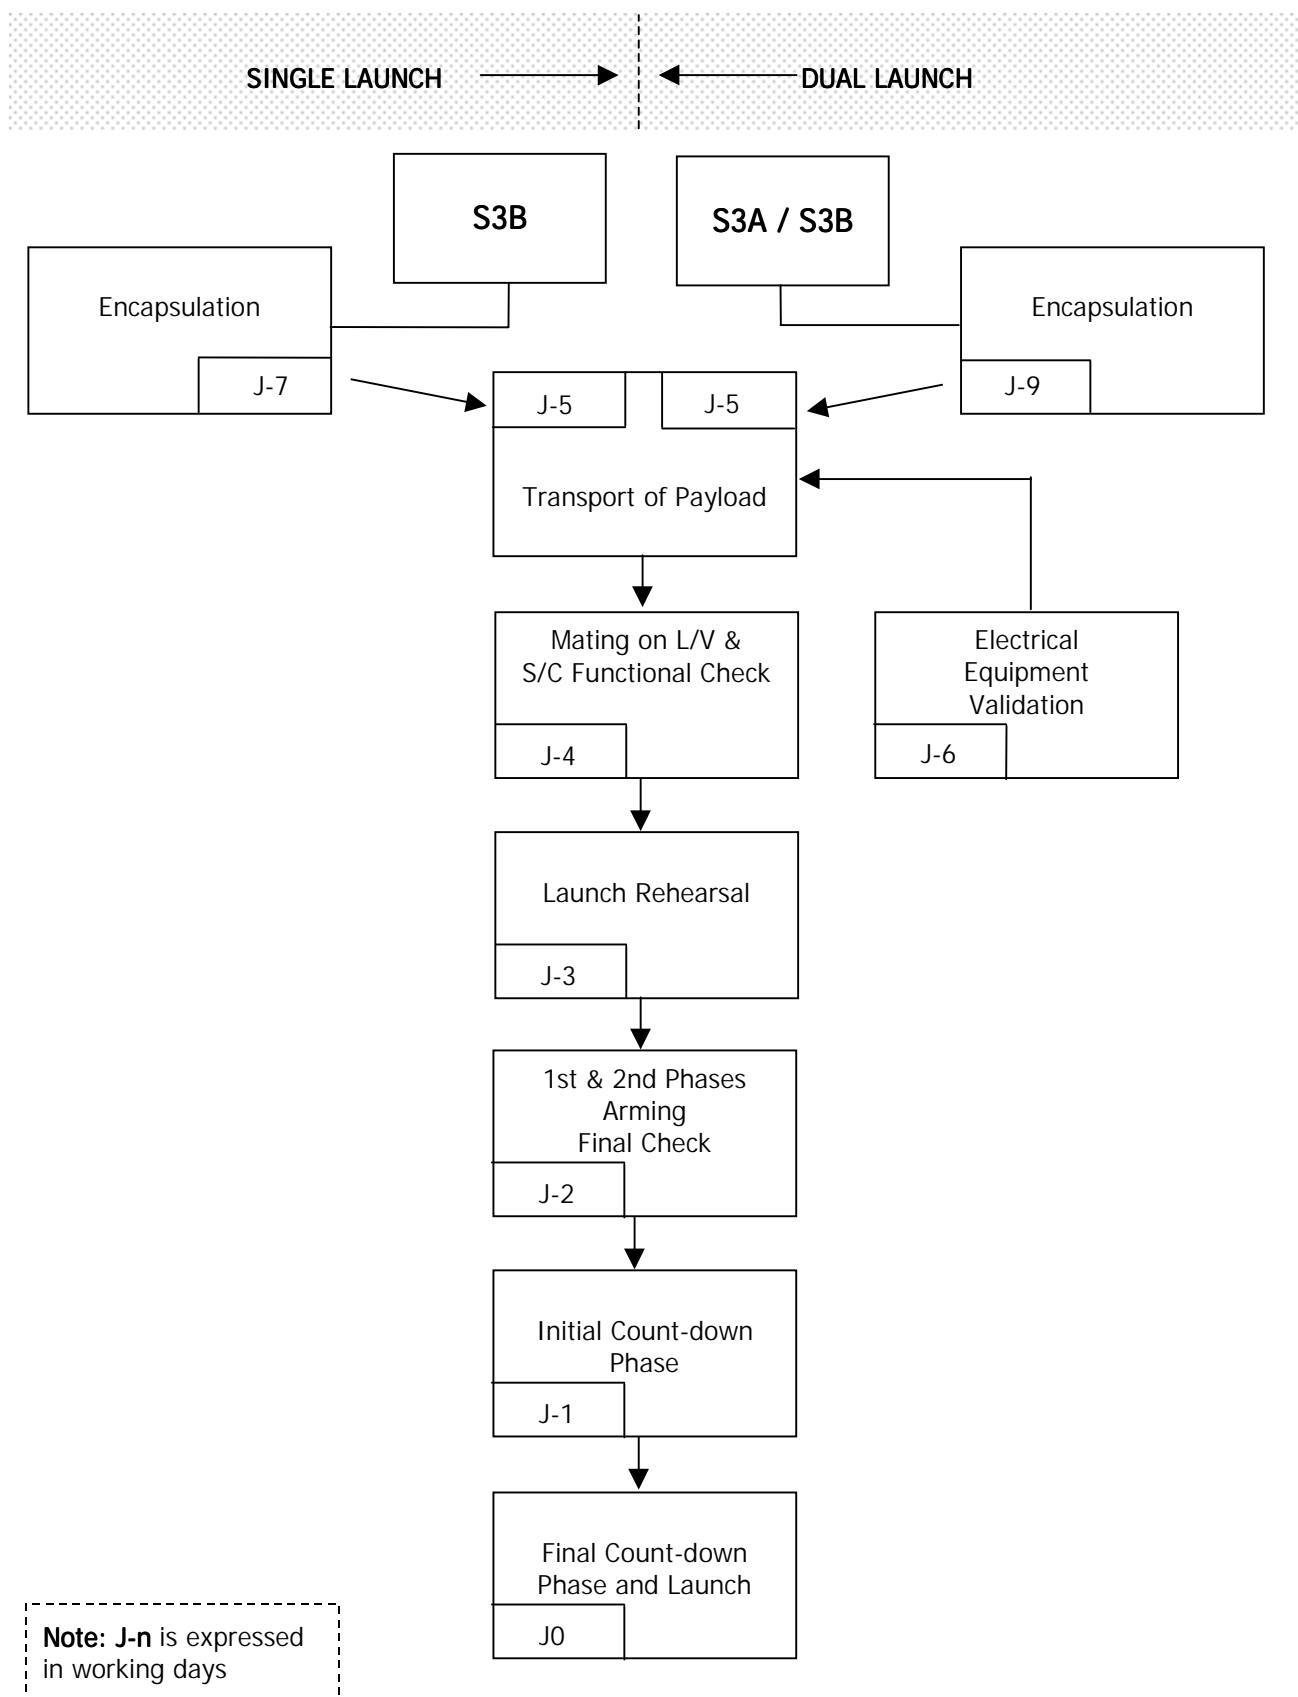 SINGLE LAUNCH
DUAL LAUNCH
S3B
S3A / S3B
Encapsulation
J-7
Encapsulation
J-9
J-5
J-5
Transport of Payload
Mating on L/V &
S/C Functional Check
J-4
Electrical
Equipment
Validation
J-6
Launch Rehearsal
J-3
1st & 2nd Phases
Arming
Final Check
J-2
Initial Count-down
Phase
J-1
Final Count-down
Phase and Launch
J0
Note: J-n is expressed
in working days